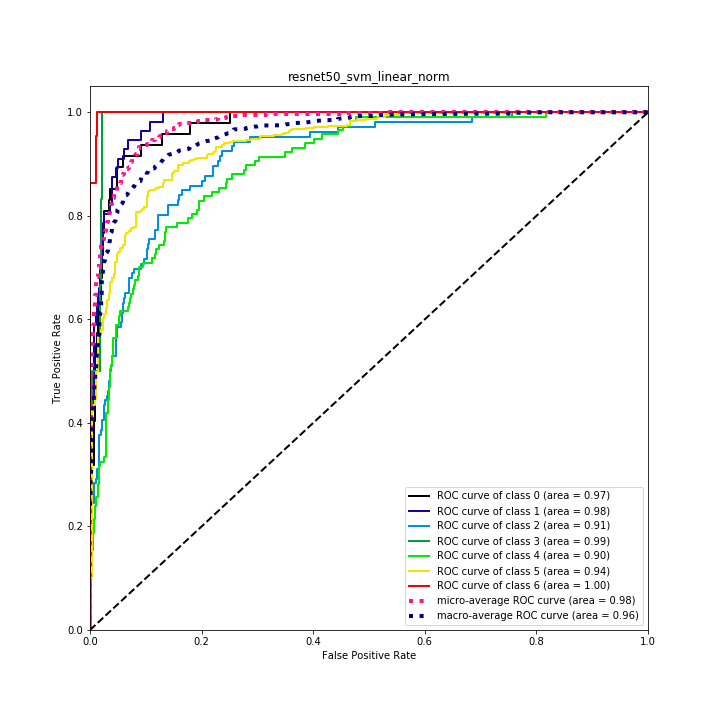 resnet50_svm_linear_norm
1.0
0.8
0.6
0.4
0.2
0.0
True Positive Rate
0.0 0.2 0.4 0.6 0.8 1.0
False Positive Rate
ROC curve of class 0 (area = 0.97)
ROC curve of class 1 (area = 0.98)
ROC curve of class 2 (area = 0.91)
ROC curve of class 3 (area = 0.99)
ROC curve of class 4 (area = 0.90)
ROC curve of class 5 (area = 0.94)
ROC curve of class 6 (area = 1.00)
micro-average ROC curve (area = 0.98)
macro-average ROC curve (area = 0.96)